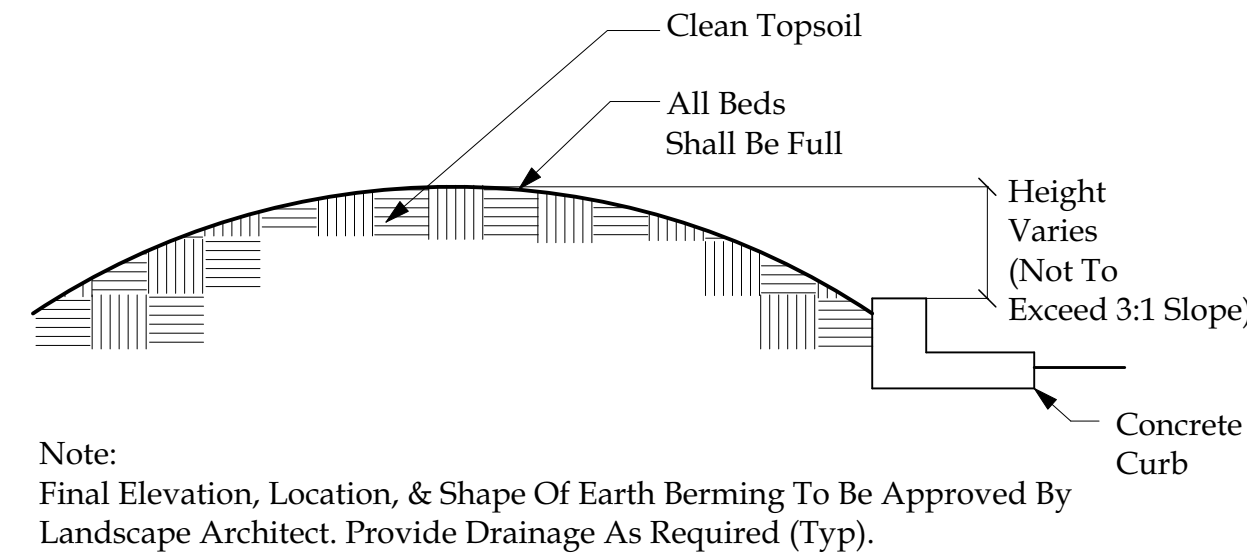 Clean Topsoil
All Beds
Shall Be Full
Height
Varies
(Not To
Exceed 3:1 Slope)
Concrete
Curb
Note:
Final Elevation, Location, & Shape Of Earth Berming To Be Approved By
Landscape Architect. Provide Drainage As Required (Typ).